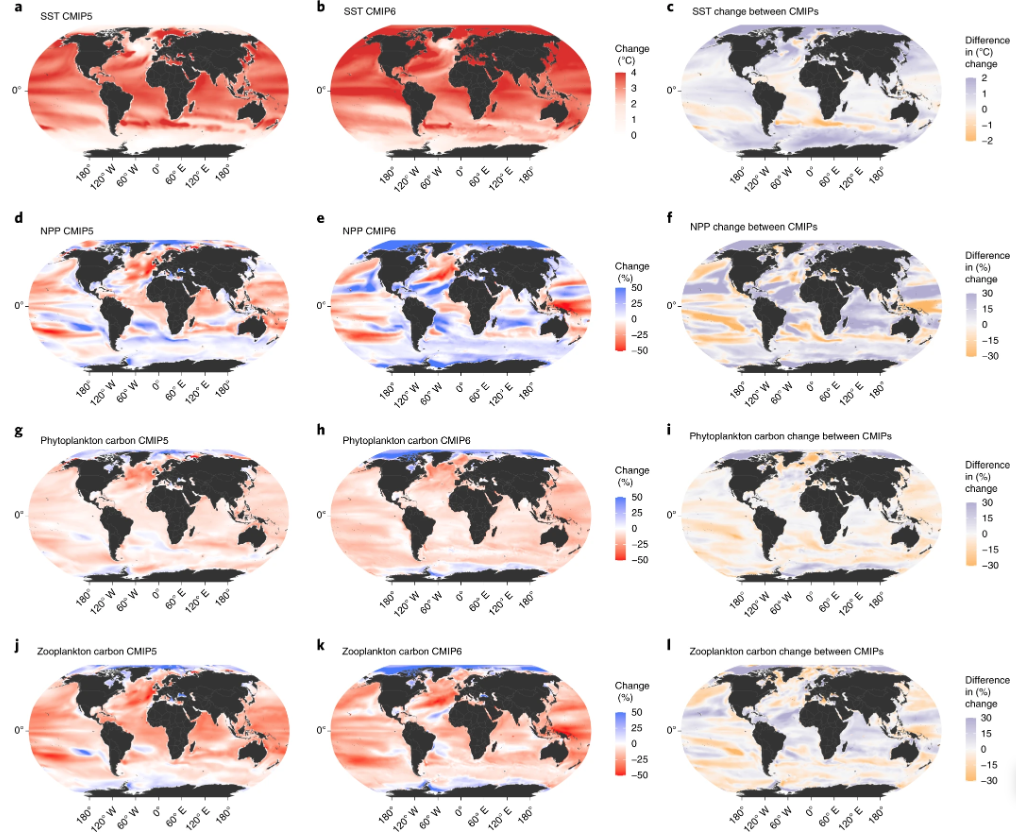 a
SST CMIP5
0°
180°
120° W
60° W
0°
60° E
120° E
180°
b
SST CMIP6
0°
180°
120° W
60° W
0°
60° E
120° E
180°
Change
(°C)
4
3
2
1
0
c
SST change between CMIPs
180°
120° W
60° W
0°
60° E
120° E
180°
Difference
in (°C)
change
2
1
0
−1
−2
d
NPP CMIP5
0°
180°
120° W
60° W
0°
60° E
120° E
180°
e
NPP CMIP6
0°
180°
120° W
60° W
0°
60° E
120° E
180°
Change
(%)
50
25
0
−25
−50
f
NPP change between CMIPs
180°
120° W
60° W
0°
60° E
120° E
180°
Difference
in (%)
change
30
15
0
−15
−30
g
Phytoplankton carbon CMIP5
0°
180°
120° W
60° W
0°
60° E
120° E
180°
h
Phytoplankton carbon CMIP6
0°
180°
120° W
60° W
0°
60° E
120° E
180°
Change
(%)
50
25
0
−25
−50
i
Phytoplankton carbon change between CMIPs
180°
120° W
60° W
0°
60° E
120° E
180°
Difference
in (%)
change
30
15
0
−15
−30
j
Zooplankton carbon CMIP5
0°
180°
120° W
60° W
0°
60° E
120° E
180°
k
Zooplankton carbon CMIP6
0°
180°
120° W
60° W
0°
60° E
120° E
180°
Change
(%)
50
25
0
−25
−50
l
Zooplankton carbon change between CMIPs
180°
120° W
60° W
0°
60° E
120° E
180°
Difference
in (%)
change
30
15
0
−15
−30